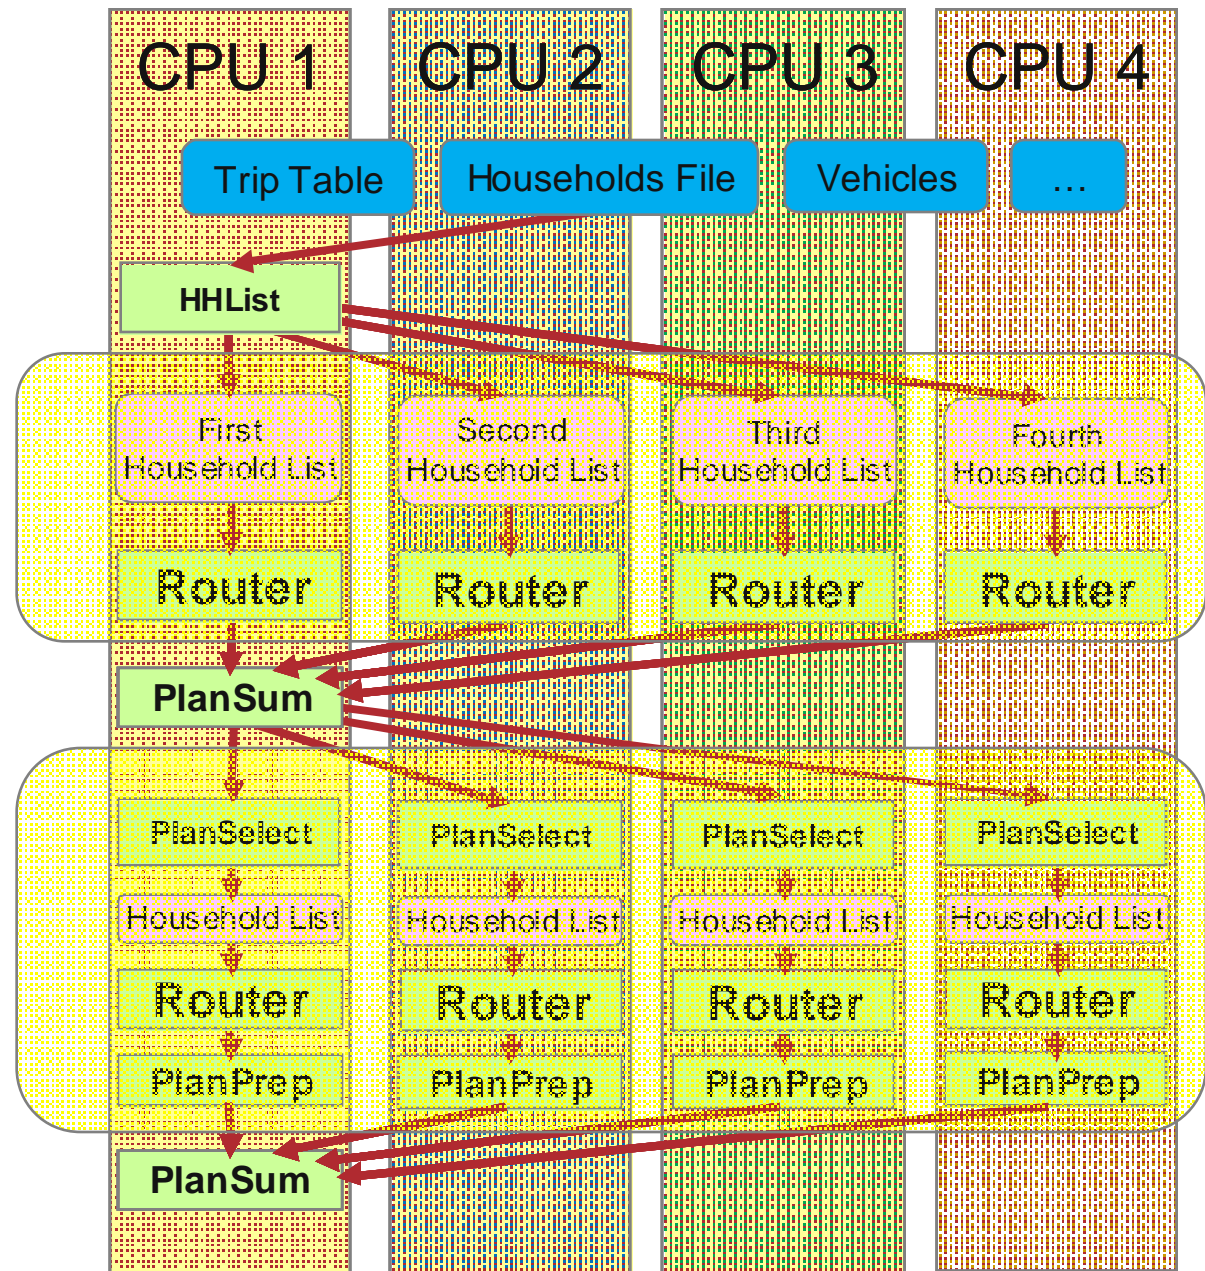 CPU 1
CPU 2
CPU 3
CPU 4
Trip Table
Households File
Vehicles
...
HHList
First
Household List
Second
Household List
Third
Household List
Fourth
Household List
Router
Router
Router
Router
PlanSum
PlanSelect
PlanSelect
PlanSelect
PlanSelect
Household List
Household List
Household List
Household List
Router
Router
Router
Router
PlanPrep
PlanPrep
PlanPrep
PlanPrep
PlanSum